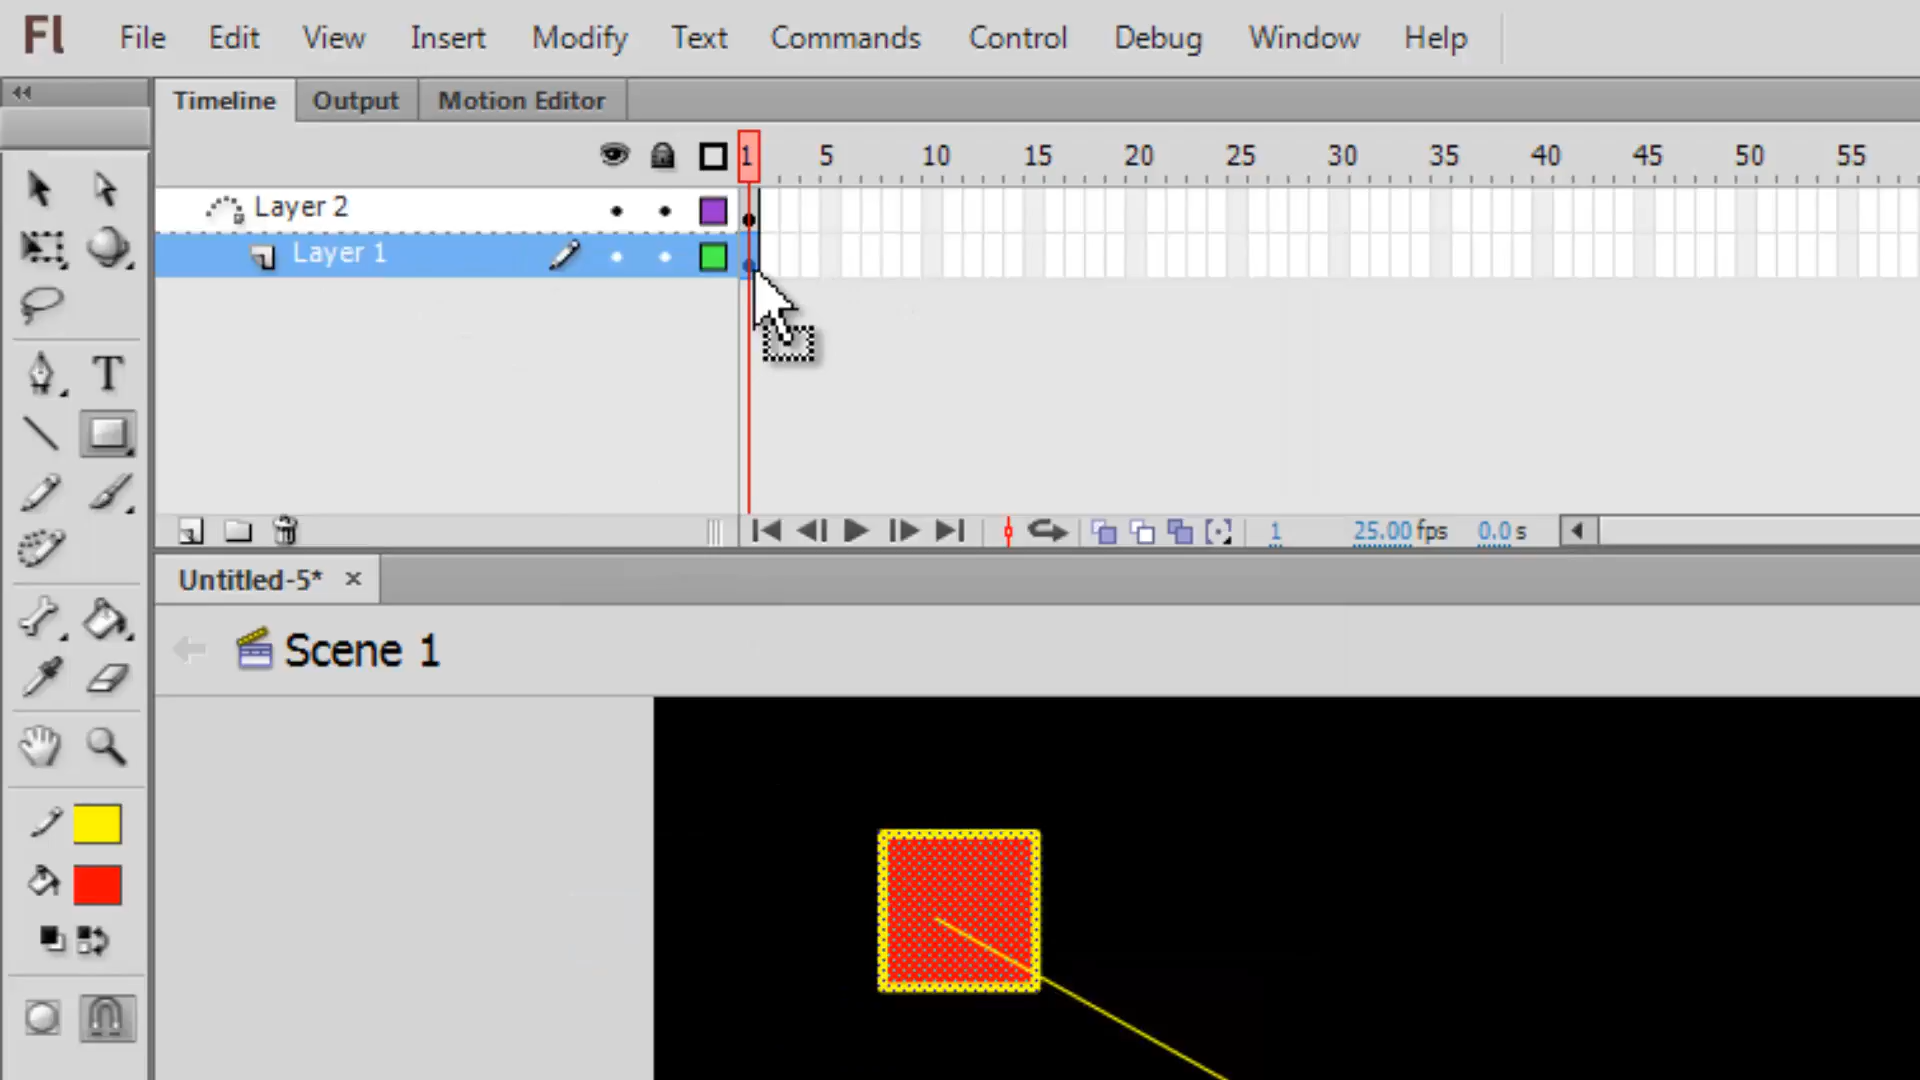 Fl File Edit View Insert Modify Text Commands Control Debug Window Help
Timeline Output Motion Editor
1 5 10 15 20 25 30 35 40 45 50 55
Layer 2
Layer 1
T
1 25.00 fps 0.0 s
Untitled-5* ×
Scene 1